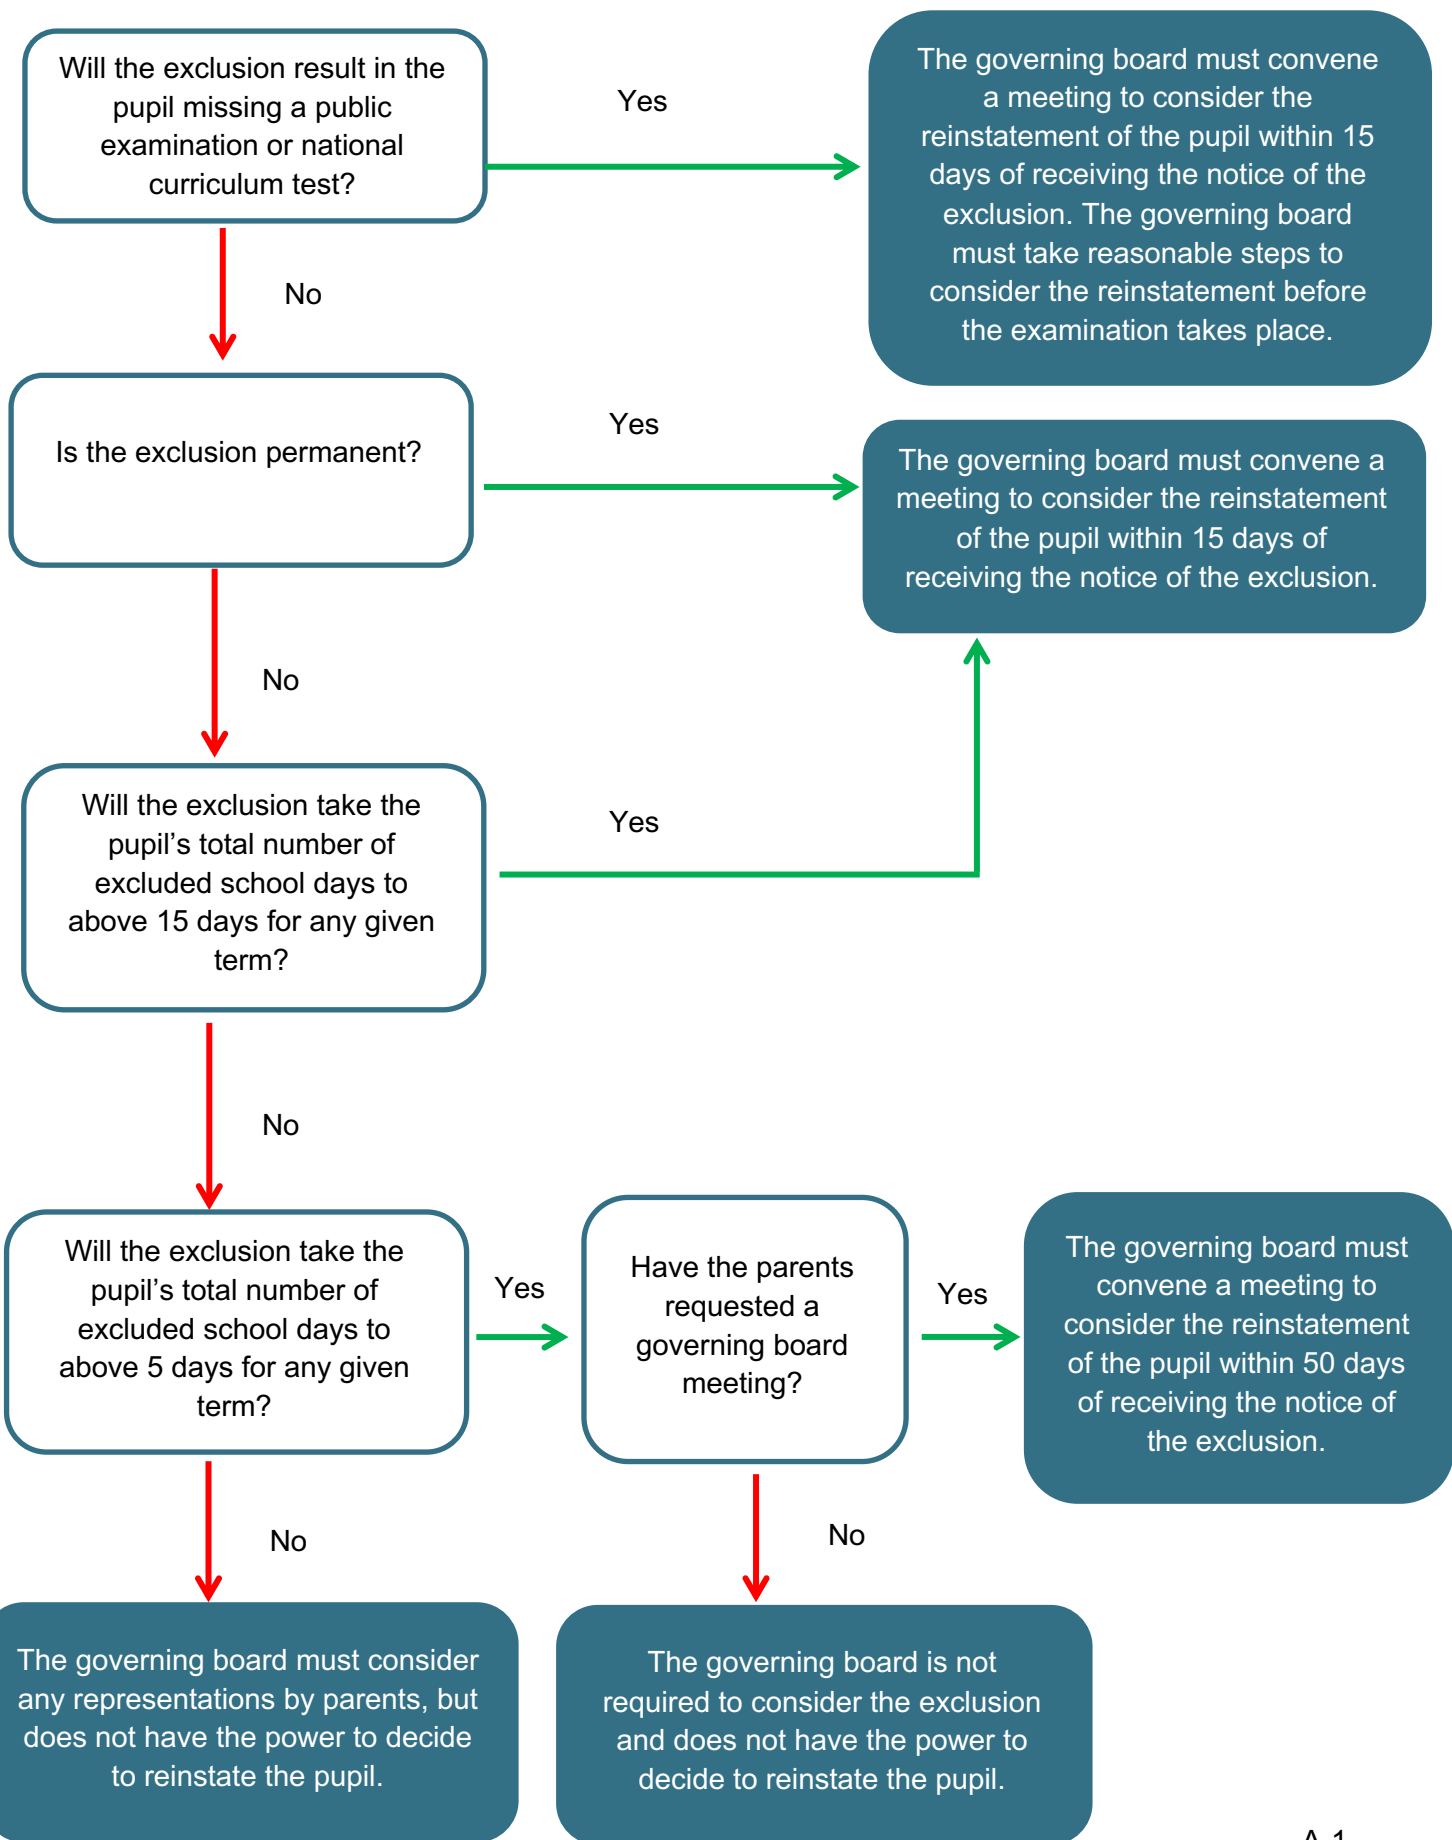 Will the exclusion result in the
pupil missing a public
examination or national
curriculum test?
Yes
The governing board must convene
a meeting to consider the
reinstatement of the pupil within 15
days of receiving the notice of the
exclusion. The governing board
must take reasonable steps to
consider the reinstatement before
the examination takes place.
No
Is the exclusion permanent?
Yes
The governing board must convene a
meeting to consider the reinstatement
of the pupil within 15 days of
receiving the notice of the exclusion.
No
Will the exclusion take the
pupil’s total number of
excluded school days to
above 15 days for any given
term?
Yes
No
Will the exclusion take the
pupil’s total number of
excluded school days to
above 5 days for any given
term?
Yes
Have the parents
requested a
governing board
meeting?
Yes
The governing board must
convene a meeting to
consider the reinstatement
of the pupil within 50 days
of receiving the notice of
the exclusion.
No
No
The governing board must consider
any representations by parents, but
does not have the power to decide
to reinstate the pupil.
The governing board is not
required to consider the exclusion
and does not have the power to
decide to reinstate the pupil.